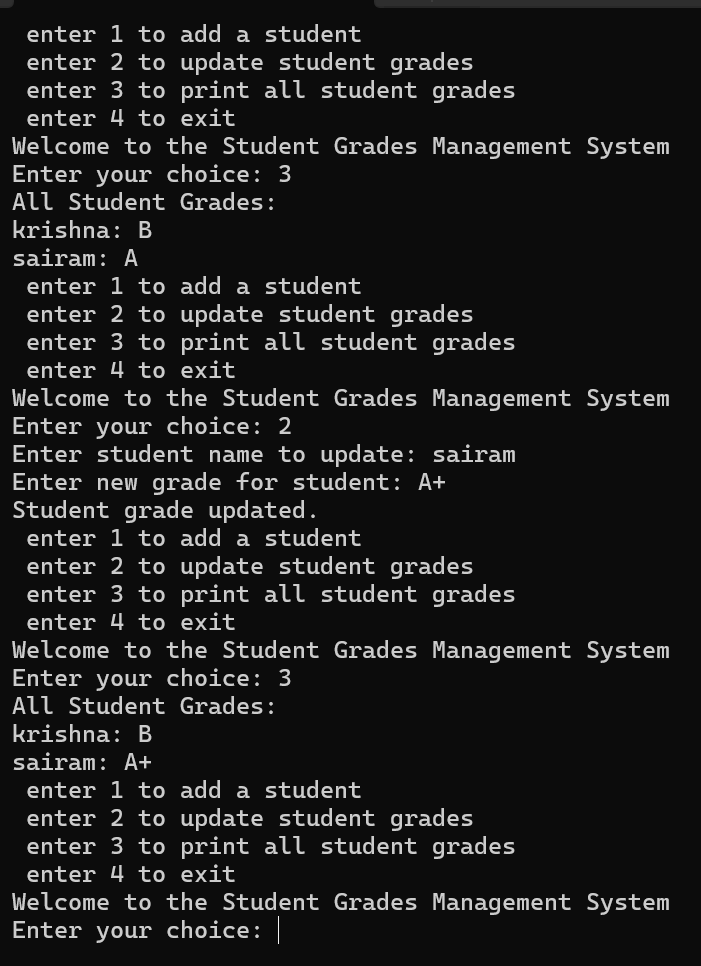 enter 1 to add a student
enter 2 to update student grades
enter 3 to print all student grades
enter 4 to exit
Welcome to the Student Grades Management System
Enter your choice: 3
All Student Grades:
krishna: B
sairam: A
enter 1 to add a student
enter 2 to update student grades
enter 3 to print all student grades
enter 4 to exit
Welcome to the Student Grades Management System
Enter your choice: 2
Enter student name to update: sairam
Enter new grade for student: A+
Student grade updated.
enter 1 to add a student
enter 2 to update student grades
enter 3 to print all student grades
enter 4 to exit
Welcome to the Student Grades Management System
Enter your choice: 3
All Student Grades:
krishna: B
sairam: A+
enter 1 to add a student
enter 2 to update student grades
enter 3 to print all student grades
enter 4 to exit
Welcome to the Student Grades Management System
Enter your choice: